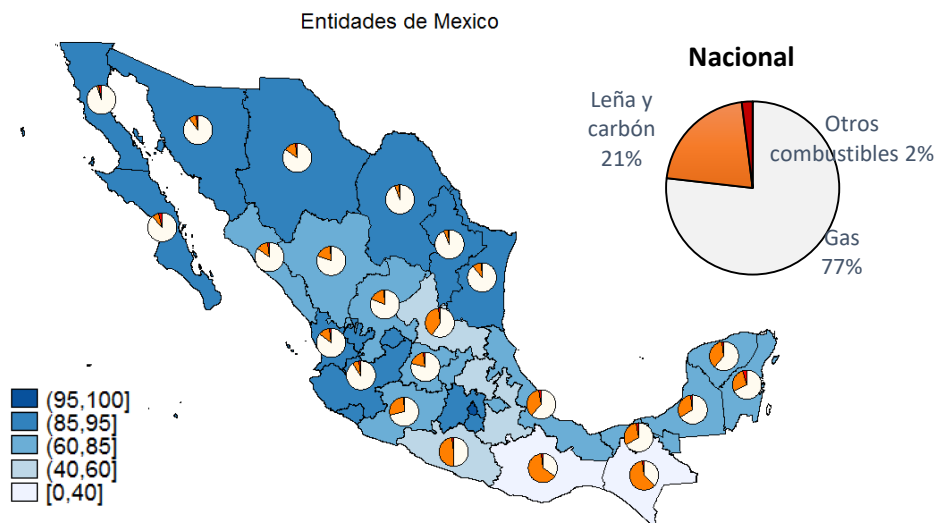 Entidades de Mexico
Nacional
Leña y
carbón
21%
Otros
combustibles 2%
Gas
77%
(95,100]
(85,95]
(60,85]
(40,60]
[0,40]